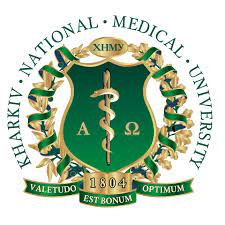 KHARKIV • NATIONAL • MEDICAL • UNIVERSITY
ХНМУ
Α Ω
1804
VALETUDO EST BONUM OPTIMUM